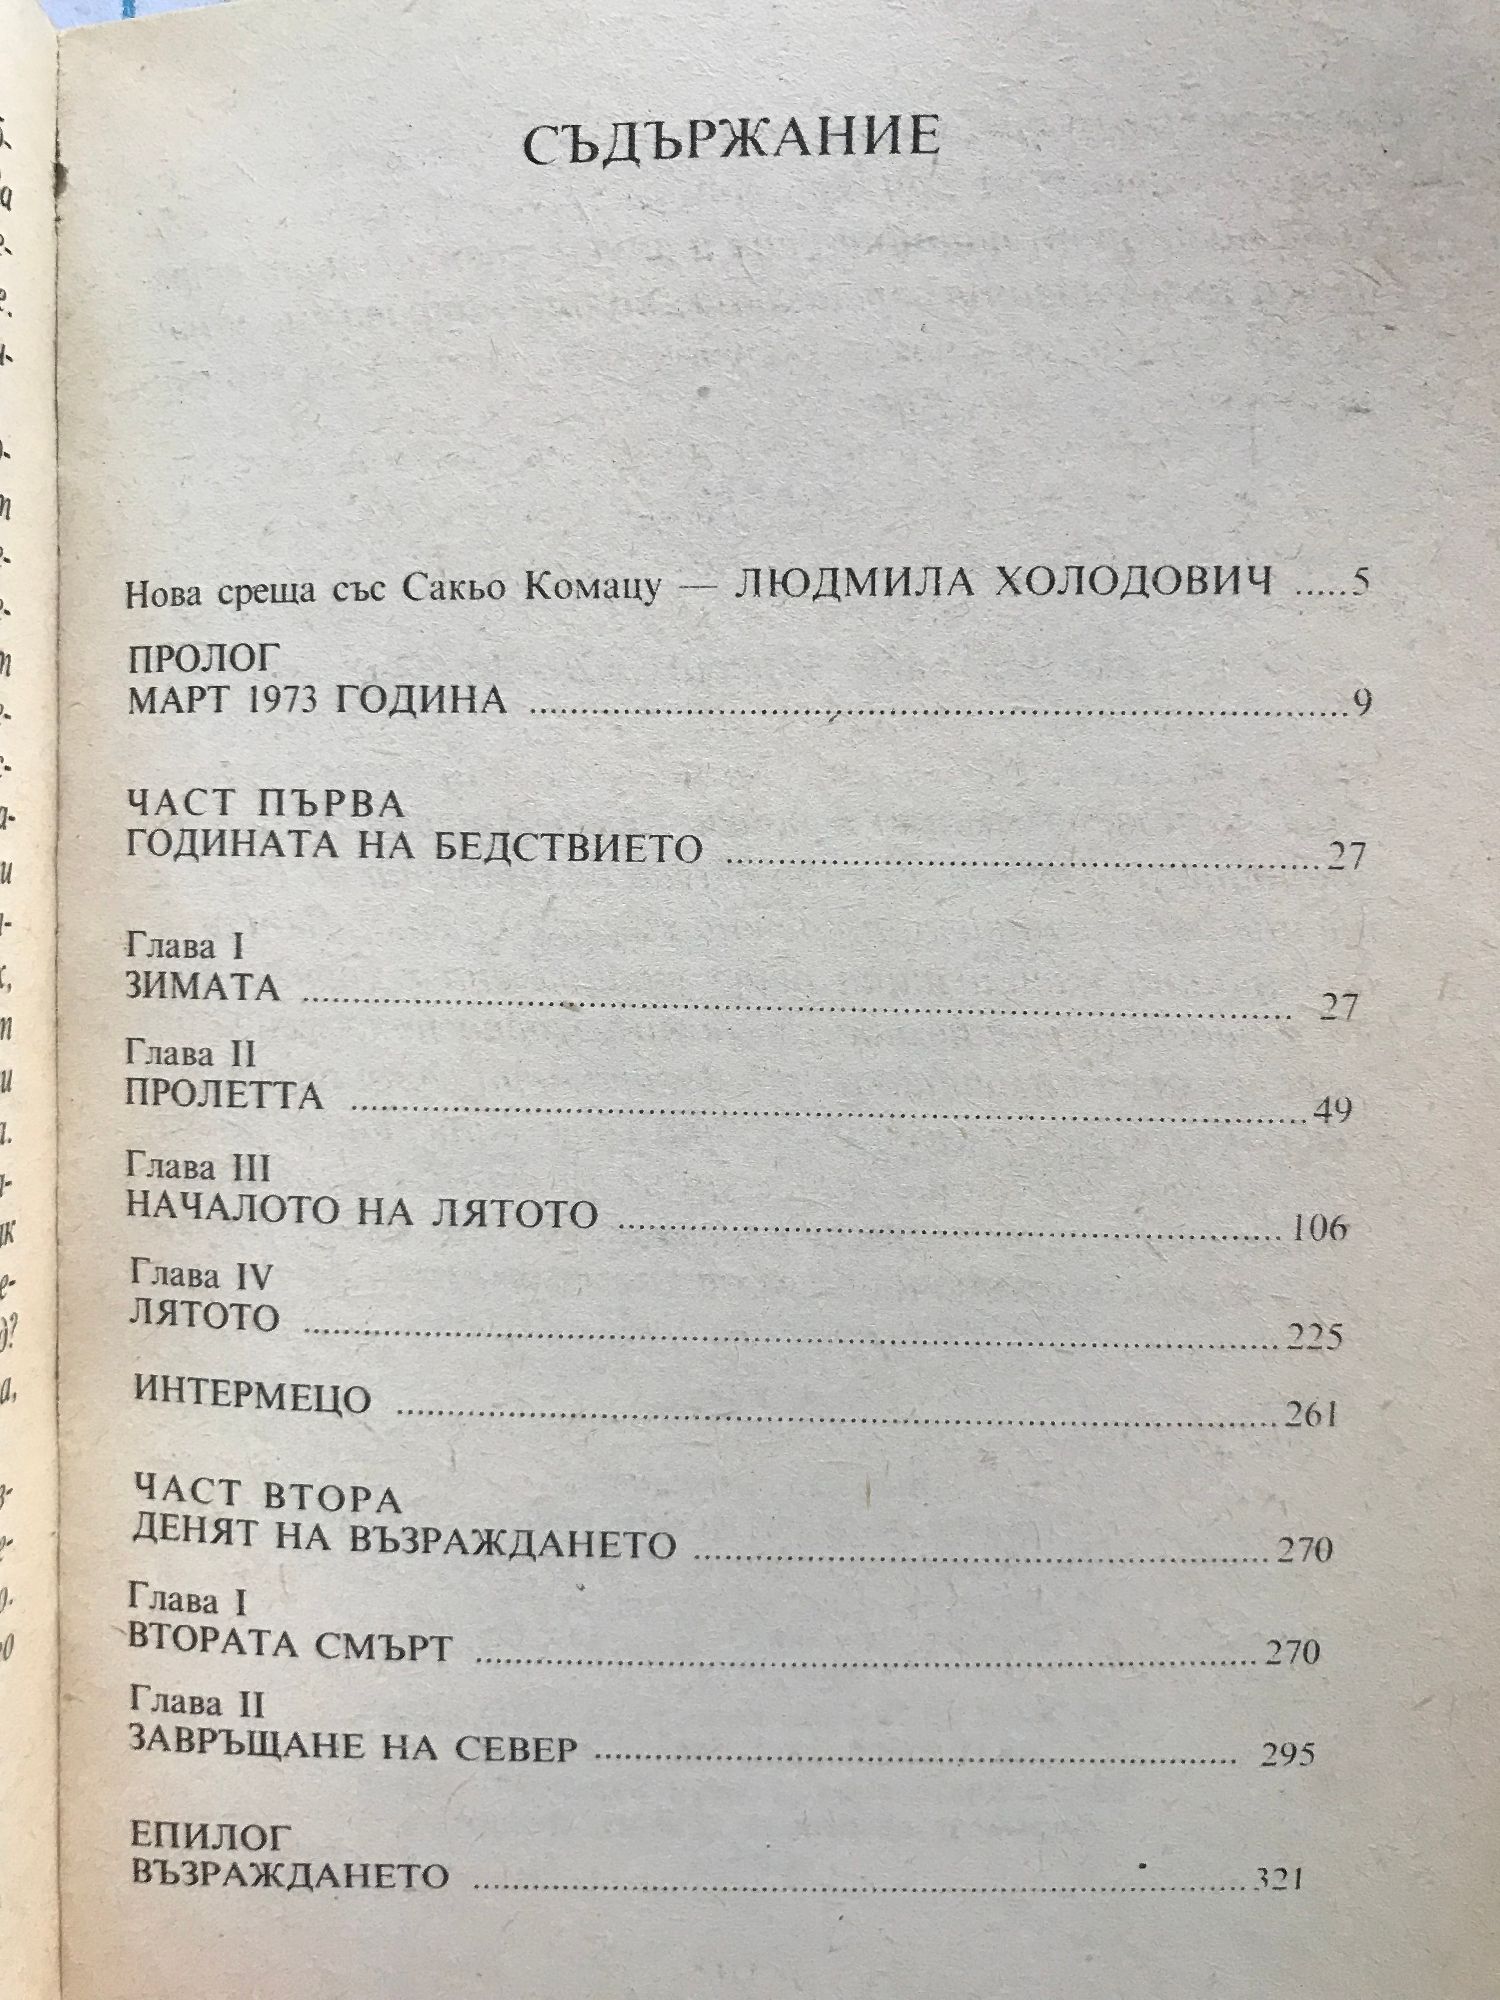 СЪДЪРЖАНИЕ
Нова среща със Сакьо Комацу — ЛЮДМИЛА ХОЛОДОВИЧ .....5
ПРОЛОГ
МАРТ 1973 ГОДИНА ..........9
ЧАСТ ПЪРВА
ГОДИНАТА НА БЕДСТВИЕТО ..........27
Глава I
ЗИМАТА .......... 27
Глава II
ПРОЛЕТТА ..........49
Глава III
НАЧАЛОТО НА ЛЯТОТО ..........106
Глава IV
ЛЯТОТО ..........225
ИНТЕРМЕЦО ..........261
ЧАСТ ВТОРА
ДЕНЯТ НА ВЪЗРАЖДАНЕТО ..........270
Глава I
ВТОРАТА СМЪРТ ..........270
Глава II
ЗАВРЪЩАНЕ НА СЕВЕР .......... 295
ЕПИЛОГ
ВЪЗРАЖДАНЕТО ..........321